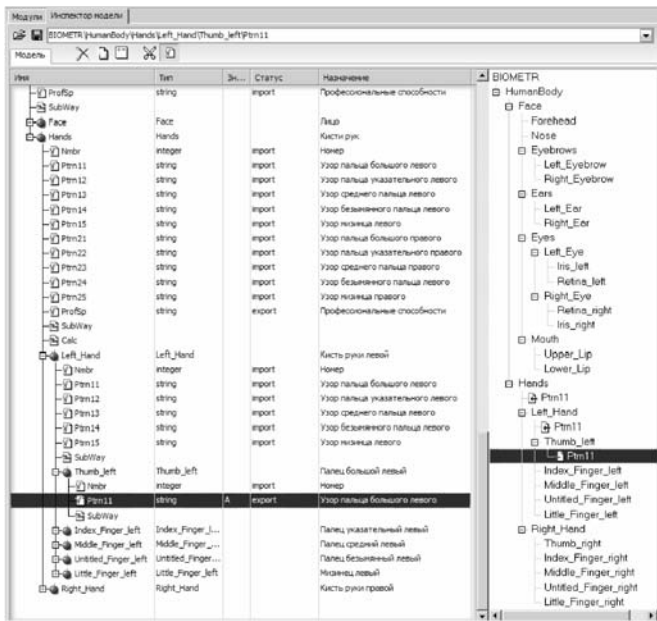 Модули Инспектор модели
BIOMETR\HumanBody\Hands\Left_Hand\Thumb_left\Ptrn11
Модель
Имя Тип Зн... Статус Назначение
ProfSp string import Профессиональные способности
SubWay
Face Face Лицо
Hands Hands Кисти рук
Nmbr integer import Номер
Ptrn11 string import Узор пальца большого левого
Ptrn12 string import Узор пальца указательного левого
Ptrn13 string import Узор среднего пальца левого
Ptrn14 string import Узор безымянного пальца левого
Ptrn15 string import Узор мизинца левого
Ptrn21 string import Узор пальца большого правого
Ptrn22 string import Узор пальца указательного правого
Ptrn23 string import Узор среднего пальца правого
Ptrn24 string import Узор безымянного пальца правого
Ptrn25 string import Узор мизинца правого
ProfSp string export Профессиональные способности
SubWay
Calc
Left_Hand Left_Hand Кисть руки левой
Nmbr integer import Номер
Ptrn11 string import Узор пальца большого левого
Ptrn12 string import Узор пальца указательного левого
Ptrn13 string import Узор среднего пальца левого
Ptrn14 string import Узор безымянного пальца левого
Ptrn15 string import Узор мизинца левого
SubWay
Thumb_left Thumb_left Палец большой левый
Nmbr integer import Номер
Ptrn11 string A export Узор пальца большого левого
SubWay
Index_Finger_left Index_Finger_l... Палец указательный левый
Middle_Finger_left Middle_Finger_... Палец средний левый
Untitled_Finger_left Untitled_Finger... Палец безымянный левый
Little_Finger_left Little_Finger_left Мизинец левый
Right_Hand Right_Hand Кисть руки правой
BIOMETR
HumanBody
Face
Forehead
Nose
Eyebrows
Left_Eyebrow
Right_Eyebrow
Ears
Left_Ear
Right_Ear
Eyes
Left_Eye
Iris_left
Retina_left
Right_Eye
Retina_right
Iris_right
Mouth
Upper_Lip
Lower_Lip
Hands
Ptrn11
Left_Hand
Ptrn11
Thumb_left
Ptrn11
Index_Finger_left
Middle_Finger_left
Untitled_Finger_left
Little_Finger_left
Right_Hand
Thumb_right
Index_Finger_right
Middle_Finger_right
Untitled_Finger_right
Little_Finger_right